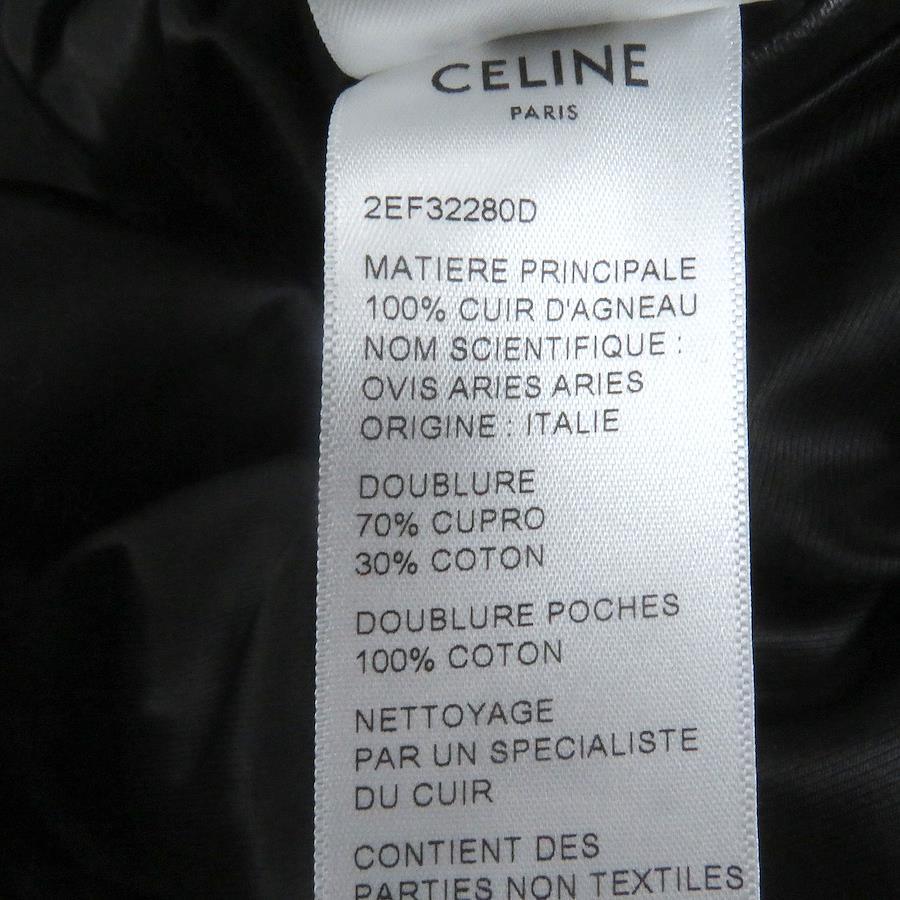 CELINE
PARIS
2EF32280D
MATIERE PRINCIPALE
100% CUIR D'AGNEAU
NOM SCIENTIFIQUE :
OVIS ARIES ARIES
ORIGINE : ITALIE
DOUBLURE
70% CUPRO
30% COTON
DOUBLURE POCHES
100% COTON
NETTOYAGE
PAR UN SPECIALISTE
DU CUIR
CONTIENT DES
PARTIES NON TEXTILES